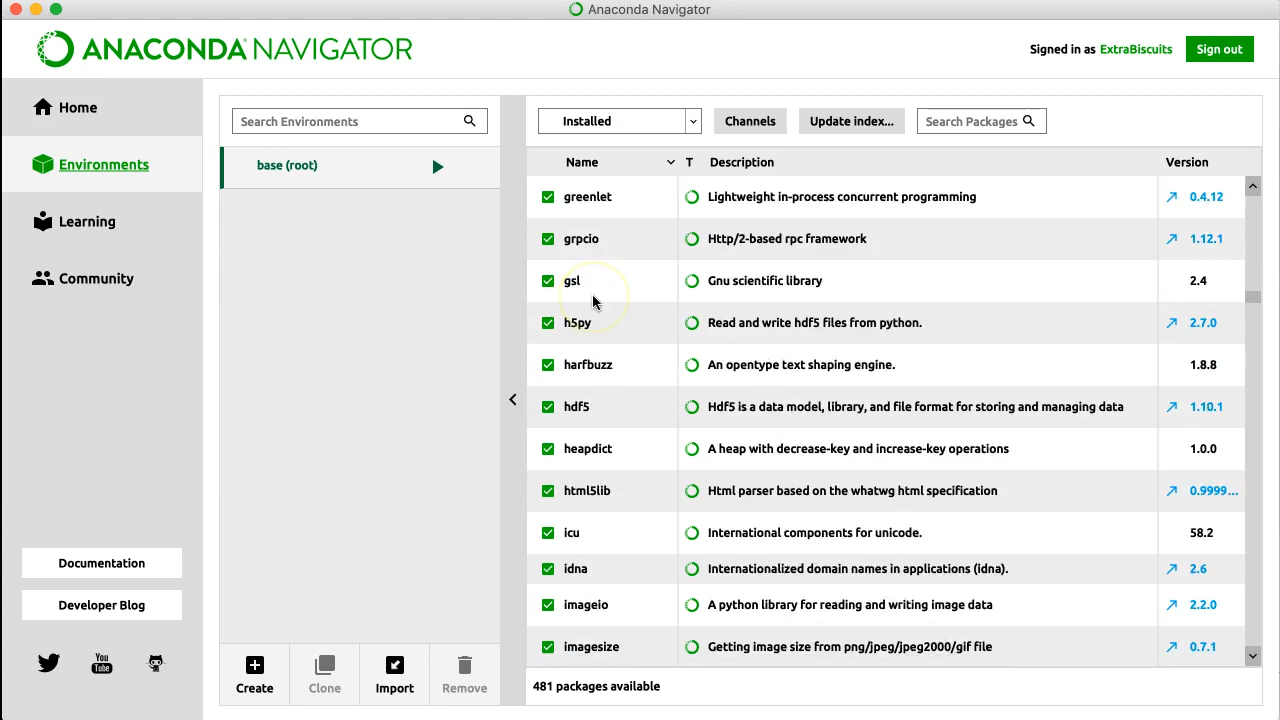 Anaconda Navigator
ANACONDA NAVIGATOR
Signed in as ExtraBiscuits
Sign out
Home
Environments
Learning
Community
Documentation
Developer Blog
You Tube
Search Environments
base (root)
Create
Clone
Import
Remove
Installed
Channels
Update index...
Search Packages
Name T Description Version
greenlet Lightweight in-process concurrent programming 0.4.12
grpcio Http/2-based rpc framework 1.12.1
gsl Gnu scientific library 2.4
h5py Read and write hdf5 files from python. 2.7.0
harfbuzz An opentype text shaping engine. 1.8.8
hdf5 Hdf5 is a data model, library, and file format for storing and managing data 1.10.1
heapdict A heap with decrease-key and increase-key operations 1.0.0
html5lib Html parser based on the whatwg html specification 0.9999...
icu International components for unicode. 58.2
idna Internationalized domain names in applications (idna). 2.6
imageio A python library for reading and writing image data 2.2.0
imagesize Getting image size from png/jpeg/jpeg2000/gif file 0.7.1
481 packages available